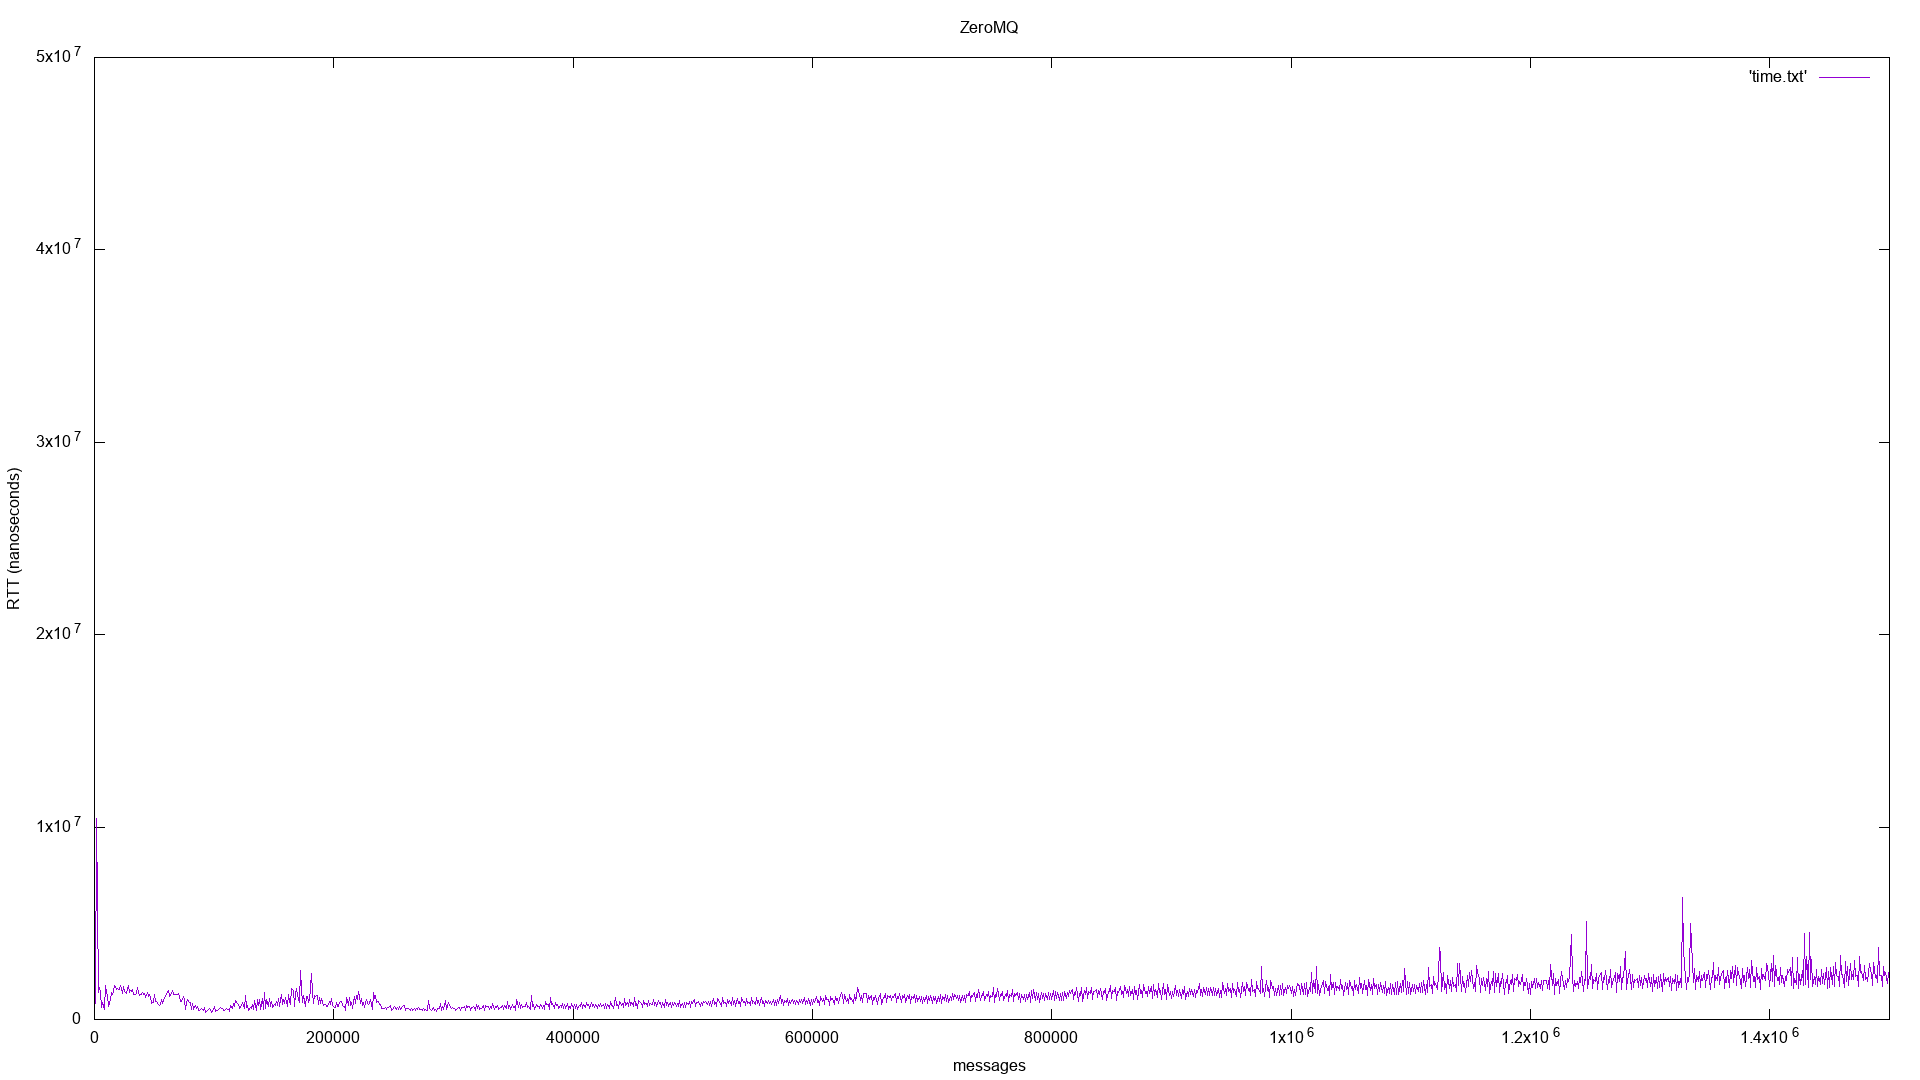 ZeroMQ
'time.txt'
5x10^7
4x10^7
3x10^7
2x10^7
1x10^7
0
RTT (nanoseconds)
0 200000 400000 600000 800000 1x10^6 1.2x10^6 1.4x10^6
messages